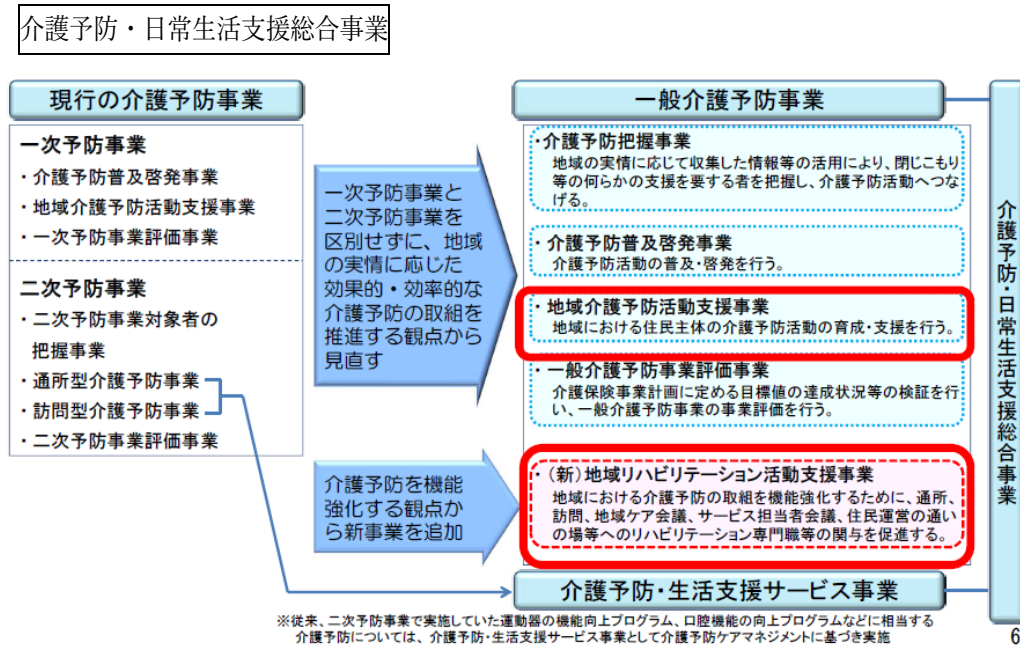 介護予防・日常生活支援総合事業
現行の介護予防事業
一次予防事業
・介護予防普及啓発事業
・地域介護予防活動支援事業
・一次予防事業評価事業
二次予防事業
・二次予防事業対象者の
把握事業
・通所型介護予防事業
・訪問型介護予防事業
・二次予防事業評価事業
一次予防事業と
二次予防事業を
区別せずに、地域
の実情に応じた
効果的・効率的な
介護予防の取組を
推進する観点から
見直す
介護予防を機能
強化する観点か
ら新事業を追加
一般介護予防事業
・介護予防把握事業
地域の実情に応じて収集した情報等の活用により、閉じこもり
等の何らかの支援を要する者を把握し、介護予防活動へつな
げる。
・介護予防普及啓発事業
介護予防活動の普及・啓発を行う。
・地域介護予防活動支援事業
地域における住民主体の介護予防活動の育成・支援を行う。
・一般介護予防事業評価事業
介護保険事業計画に定める目標値の達成状況等の検証を行
い、一般介護予防事業の事業評価を行う。
・（新）地域リハビリテーション活動支援事業
地域における介護予防の取組を機能強化するために、通所、
訪問、地域ケア会議、サービス担当者会議、住民運営の通い
の場等へのリハビリテーション専門職等の関与を促進する。
介護予防・生活支援サービス事業
介護予防・日常生活支援総合事業
※従来、二次予防事業で実施していた運動器の機能向上プログラム、口腔機能の向上プログラムなどに相当する
介護予防については、介護予防・生活支援サービス事業として介護予防ケアマネジメントに基づき実施
6